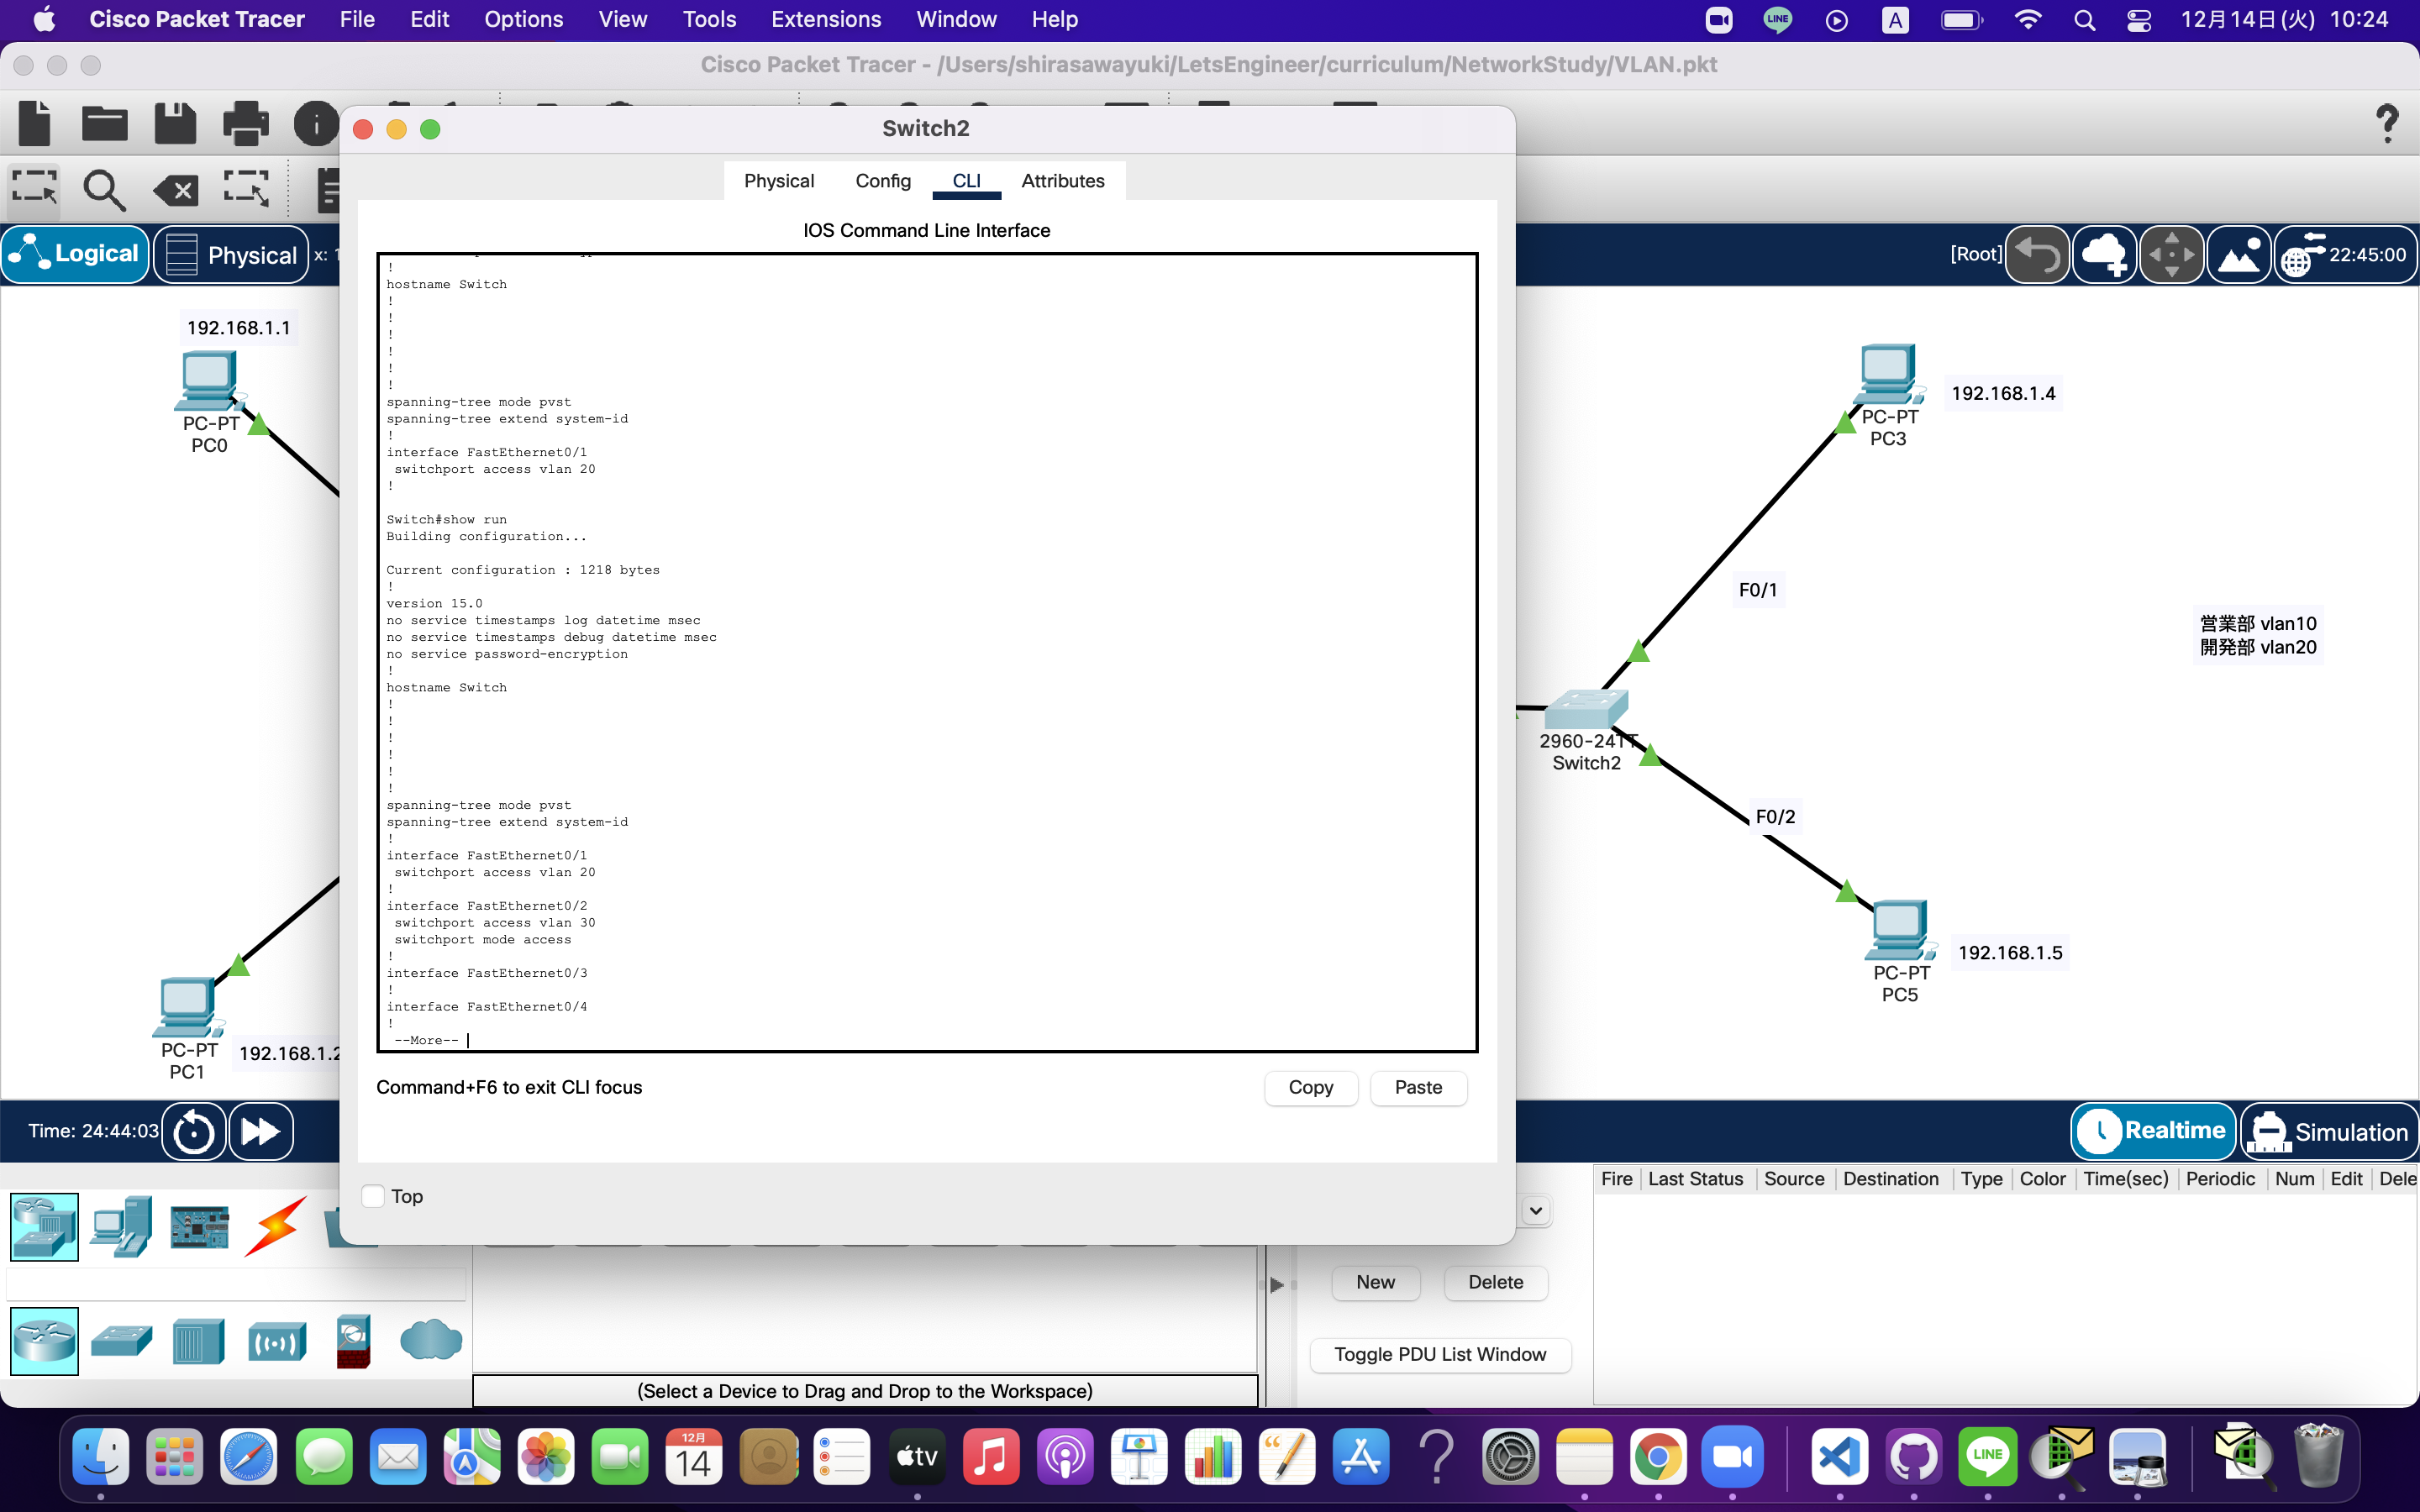 Cisco Packet Tracer File Edit Options View Tools Extensions Window Help LINE A 12月14日(火) 10:24
Cisco Packet Tracer - /Users/shirasawayuki/LetsEngineer/curriculum/NetworkStudy/VLAN.pkt
Switch2
Physical Config CLI Attributes
IOS Command Line Interface
Logical Physical x: 1
[Root] 22:45:00
!
hostname Switch
!
!
!
!
!
!
spanning-tree mode pvst
spanning-tree extend system-id
!
interface FastEthernet0/1
switchport access vlan 20
!
Switch#show run
Building configuration...
Current configuration : 1218 bytes
!
version 15.0
no service timestamps log datetime msec
no service timestamps debug datetime msec
no service password-encryption
!
hostname Switch
!
!
!
!
!
!
spanning-tree mode pvst
spanning-tree extend system-id
!
interface FastEthernet0/1
switchport access vlan 20
!
interface FastEthernet0/2
switchport access vlan 30
switchport mode access
!
interface FastEthernet0/3
!
interface FastEthernet0/4
!
--More--
Command+F6 to exit CLI focus
Copy Paste
Top
192.168.1.1
PC-PT
PC0
PC-PT
PC1
192.168.1.2
192.168.1.4
PC-PT
PC3
F0/1
営業部 vlan10
開発部 vlan20
2960-24TT
Switch2
F0/2
192.168.1.5
PC-PT
PC5
Time: 24:44:03
Realtime Simulation
Fire Last Status Source Destination Type Color Time(sec) Periodic Num Edit Dele
New Delete
Toggle PDU List Window
(Select a Device to Drag and Drop to the Workspace)
12月
14
tv
LINE